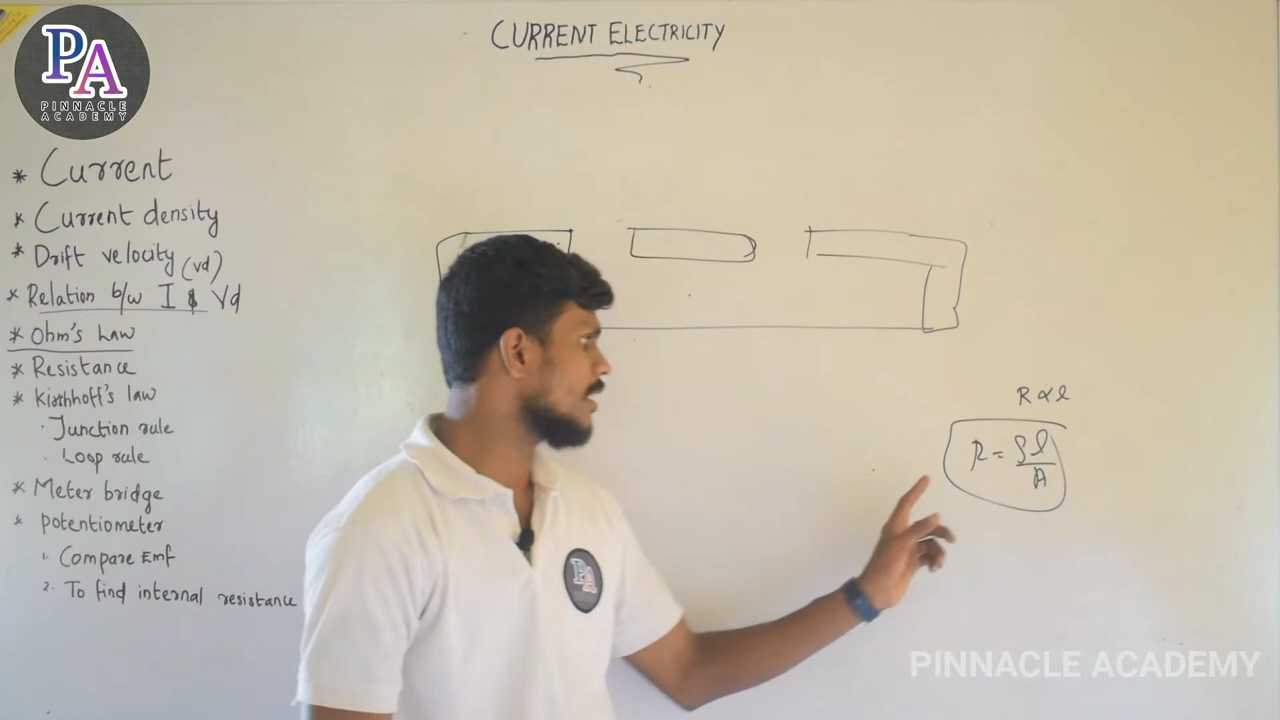 PA
PINNACLE
ACADEMY
CURRENT ELECTRICITY
* Current
* Current density
* Drift velocity (vd)
* Relation b/w I & Vd
* Ohm's Law
* Resistance
* Kirchhoff's law
· Junction rule
· Loop rule
* Meter bridge
* potentiometer
1. Compare Emf
2. To find internal resistance
R ∝ l
R = ρl/A
PA
PINNACLE ACADEMY